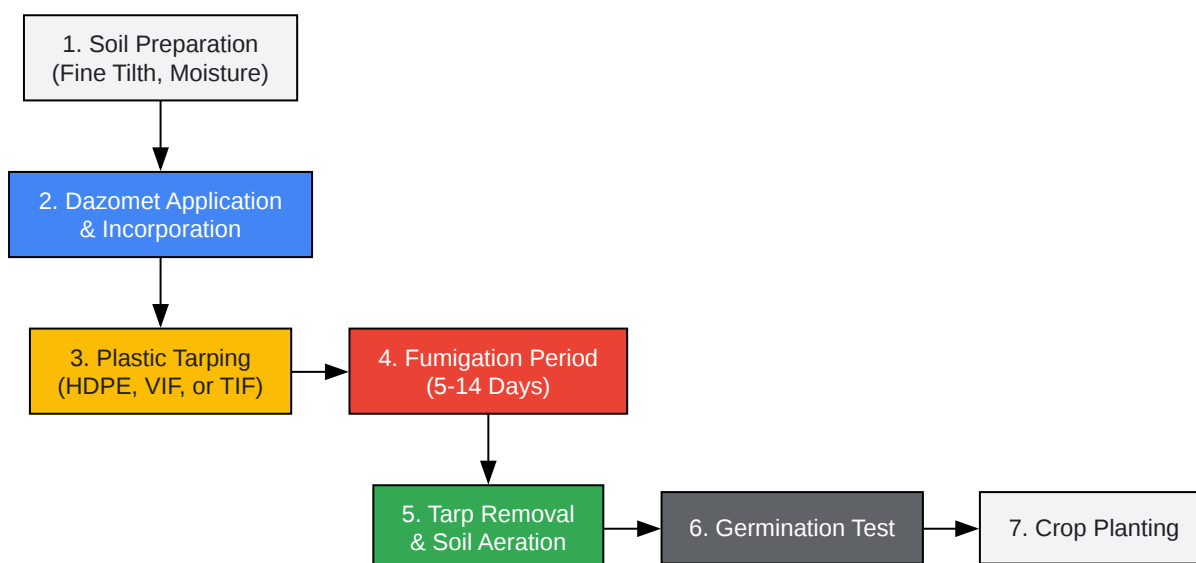 1. Soil Preparation
(Fine Tilth, Moisture)
2. Dazomet Application
& Incorporation
3. Plastic Tarping
(HDPE, VIF, or TIF)
4. Fumigation Period
(5-14 Days)
5. Tarp Removal
& Soil Aeration
6. Germination Test
7. Crop Planting